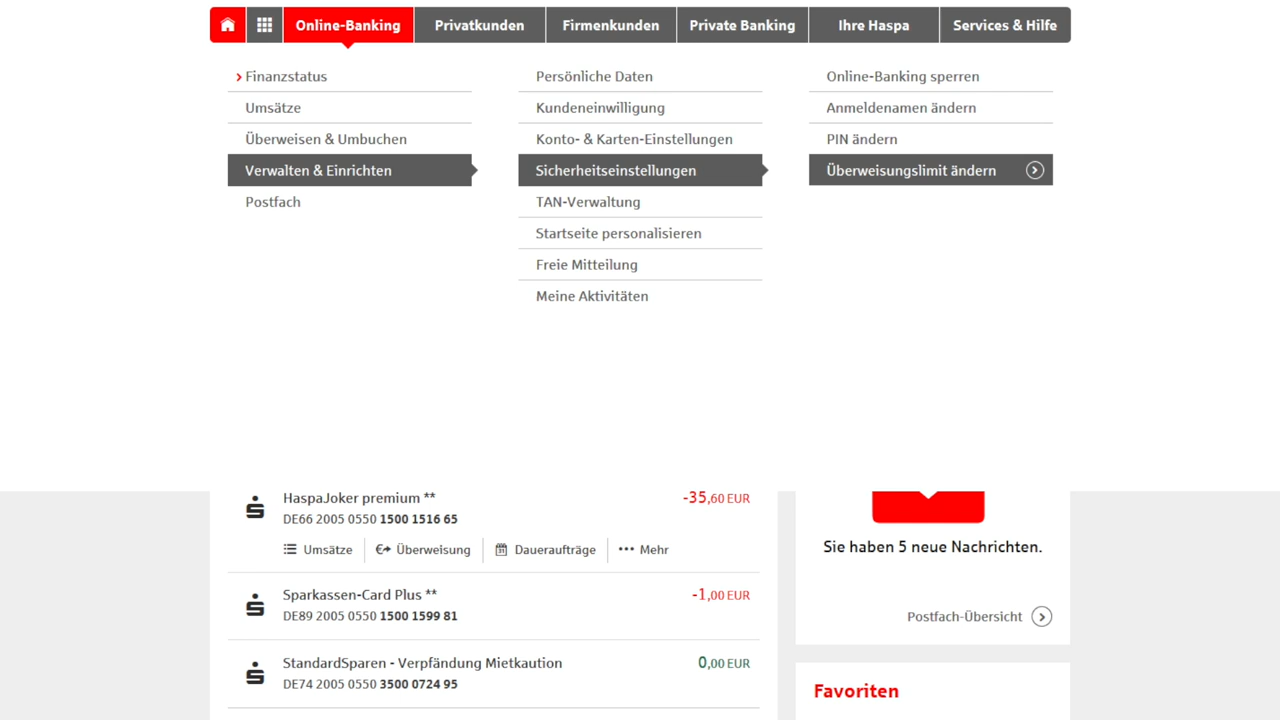 Online-Banking Privatkunden Firmenkunden Private Banking Ihre Haspa Services & Hilfe
Finanzstatus
Umsätze
Überweisen & Umbuchen
Verwalten & Einrichten
Postfach
Persönliche Daten
Kundeneinwilligung
Konto- & Karten-Einstellungen
Sicherheitseinstellungen
TAN-Verwaltung
Startseite personalisieren
Freie Mitteilung
Meine Aktivitäten
Online-Banking sperren
Anmeldenamen ändern
PIN ändern
Überweisungslimit ändern
HaspaJoker premium ** -35,60 EUR
DE66 2005 0550 1500 1516 65
Umsätze Überweisung 31 Daueraufträge Mehr
Sparkassen-Card Plus ** -1,00 EUR
DE89 2005 0550 1500 1599 81
StandardSparen - Verpfändung Mietkaution 0,00 EUR
DE74 2005 0550 3500 0724 95
Sie haben 5 neue Nachrichten.
Postfach-Übersicht
Favoriten